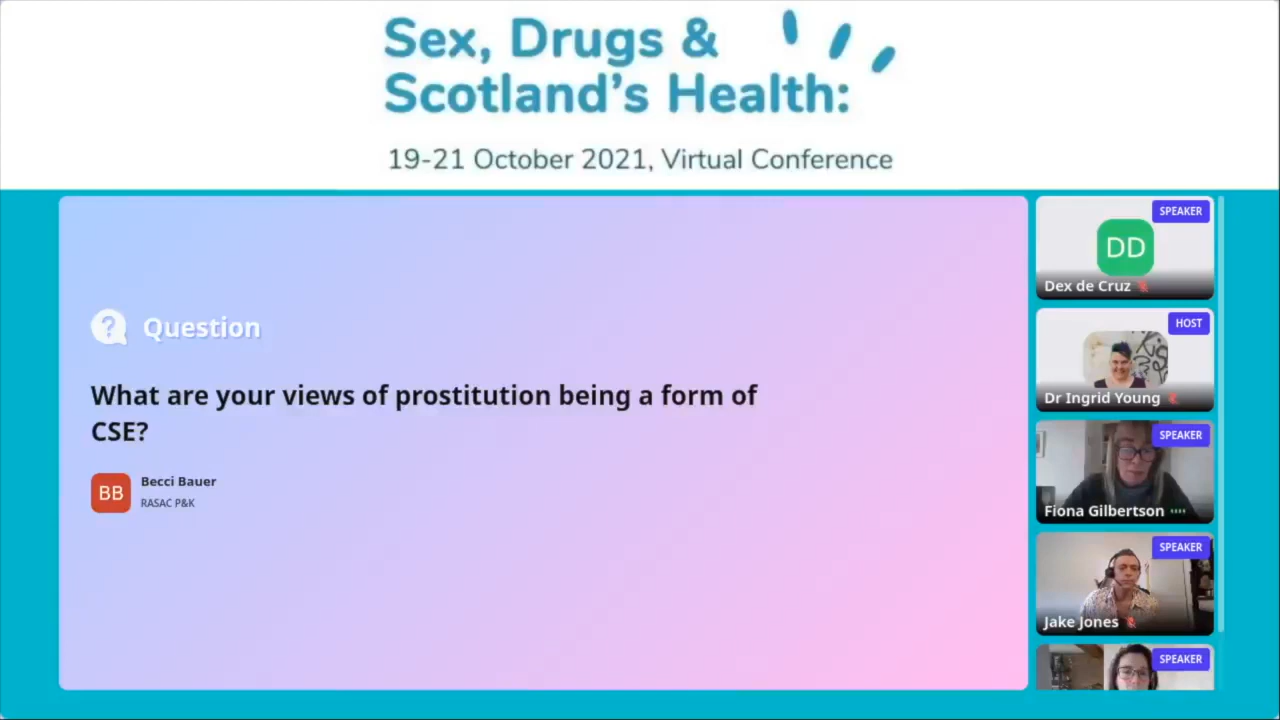 Sex, Drugs &
Scotland's Health:
19-21 October 2021, Virtual Conference
? Question
What are your views of prostitution being a form of
CSE?
BB
Becci Bauer
RASAC P&K
SPEAKER
DD
Dex de Cruz
HOST
Dr Ingrid Young
SPEAKER
Fiona Gilbertson
SPEAKER
Jake Jones
SPEAKER